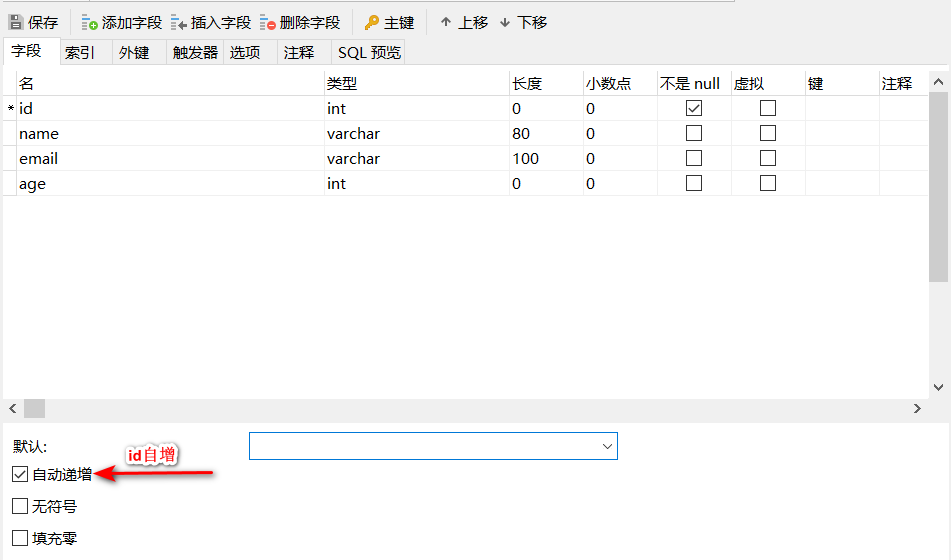 保存 添加字段 插入字段 删除字段 主键 上移 下移
字段 索引 外键 触发器 选项 注释 SQL 预览
名 类型 长度 小数点 不是 null 虚拟 键 注释
* id int 0 0
name varchar 80 0
email varchar 100 0
age int 0 0
默认:
id自增
自动递增
无符号
填充零